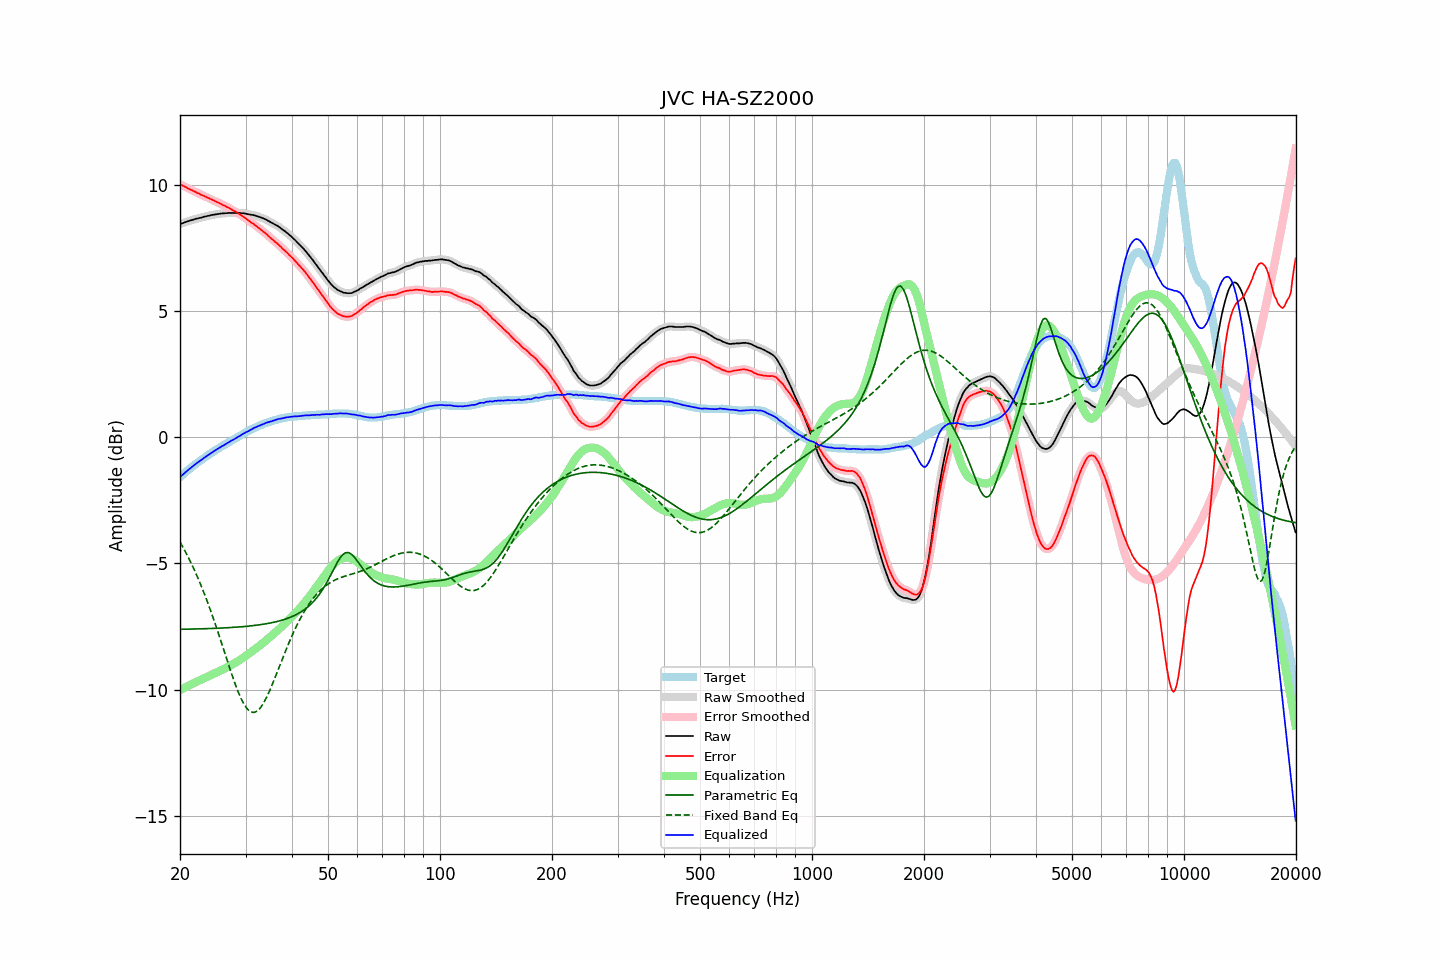 JVC HA-SZ2000
Amplitude (dBr)
10
5
0
−5
−10
−15
20
50
100
200
500
1000
2000
5000
10000
20000
Frequency (Hz)
Target
Raw Smoothed
Error Smoothed
Raw
Error
Equalization
Parametric Eq
Fixed Band Eq
Equalized